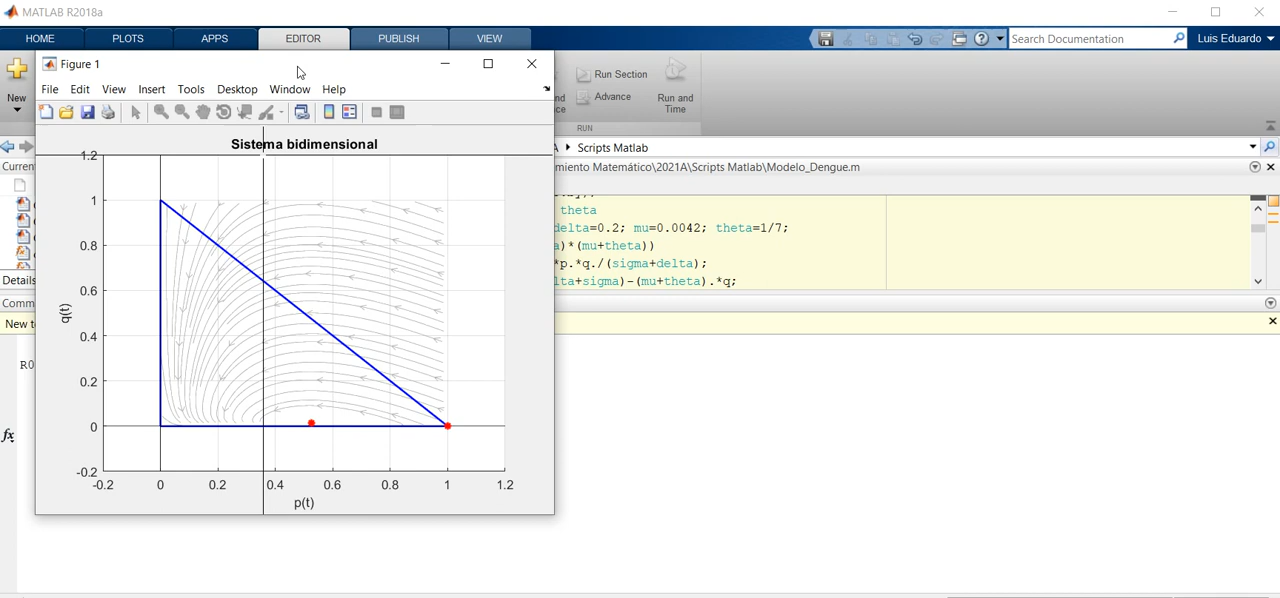 MATLAB R2018a
HOME PLOTS APPS EDITOR PUBLISH VIEW Search Documentation Luis Eduardo
Figure 1
File Edit View Insert Tools Desktop Window Help
New
Run Section
Advance
Run and
Time
RUN
Scripts Matlab
Curren
miento Matemático\2021A\Scripts Matlab\Modelo_Dengue.m
theta
delta=0.2; mu=0.0042; theta=1/7;
)*(mu+theta))
*p.*q./(sigma+delta);
lta+sigma)-(mu+theta).*q;
Details
Comm
New t
R0
fx
Sistema bidimensional
1.2
1
0.8
0.6
0.4
0.2
0
-0.2
q(t)
-0.2 0 0.2 0.4 0.6 0.8 1 1.2
p(t)